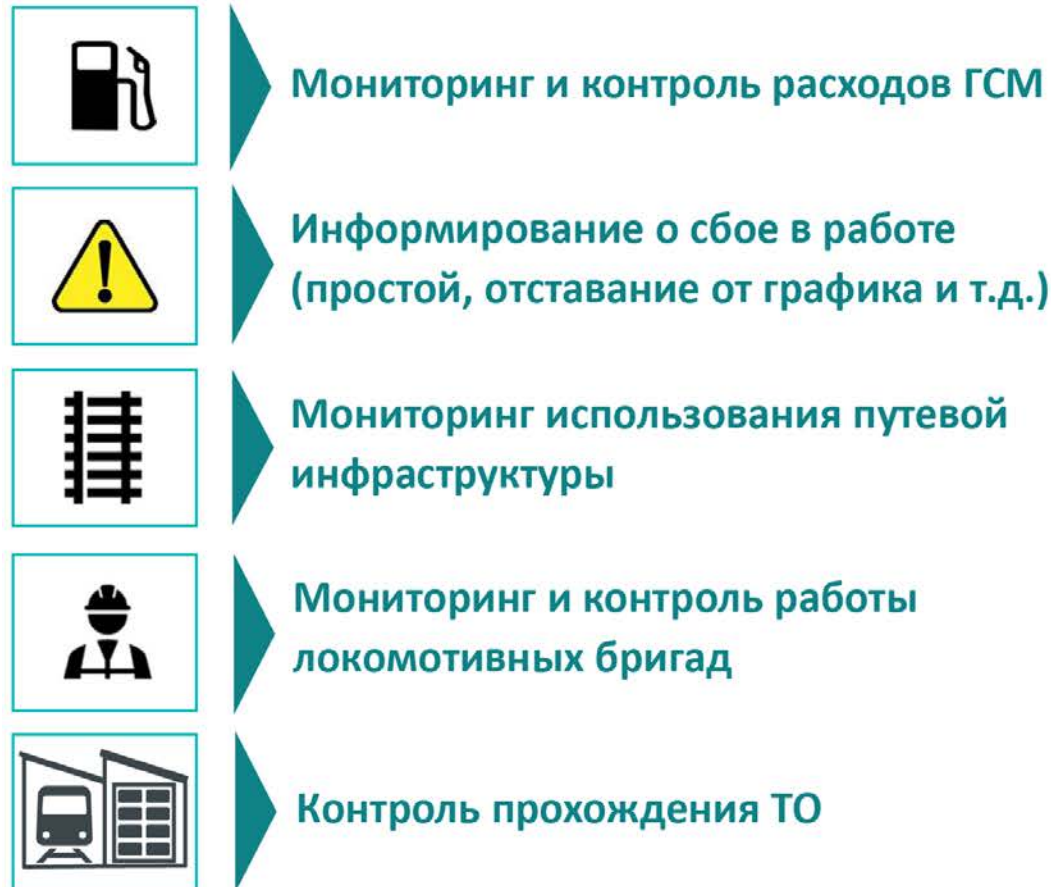 Мониторинг и контроль расходов ГСМ
Информирование о сбое в работе
(простой, отставание от графика и т.д.)
Мониторинг использования путевой
инфраструктуры
Мониторинг и контроль работы
локомотивных бригад
Контроль прохождения ТО